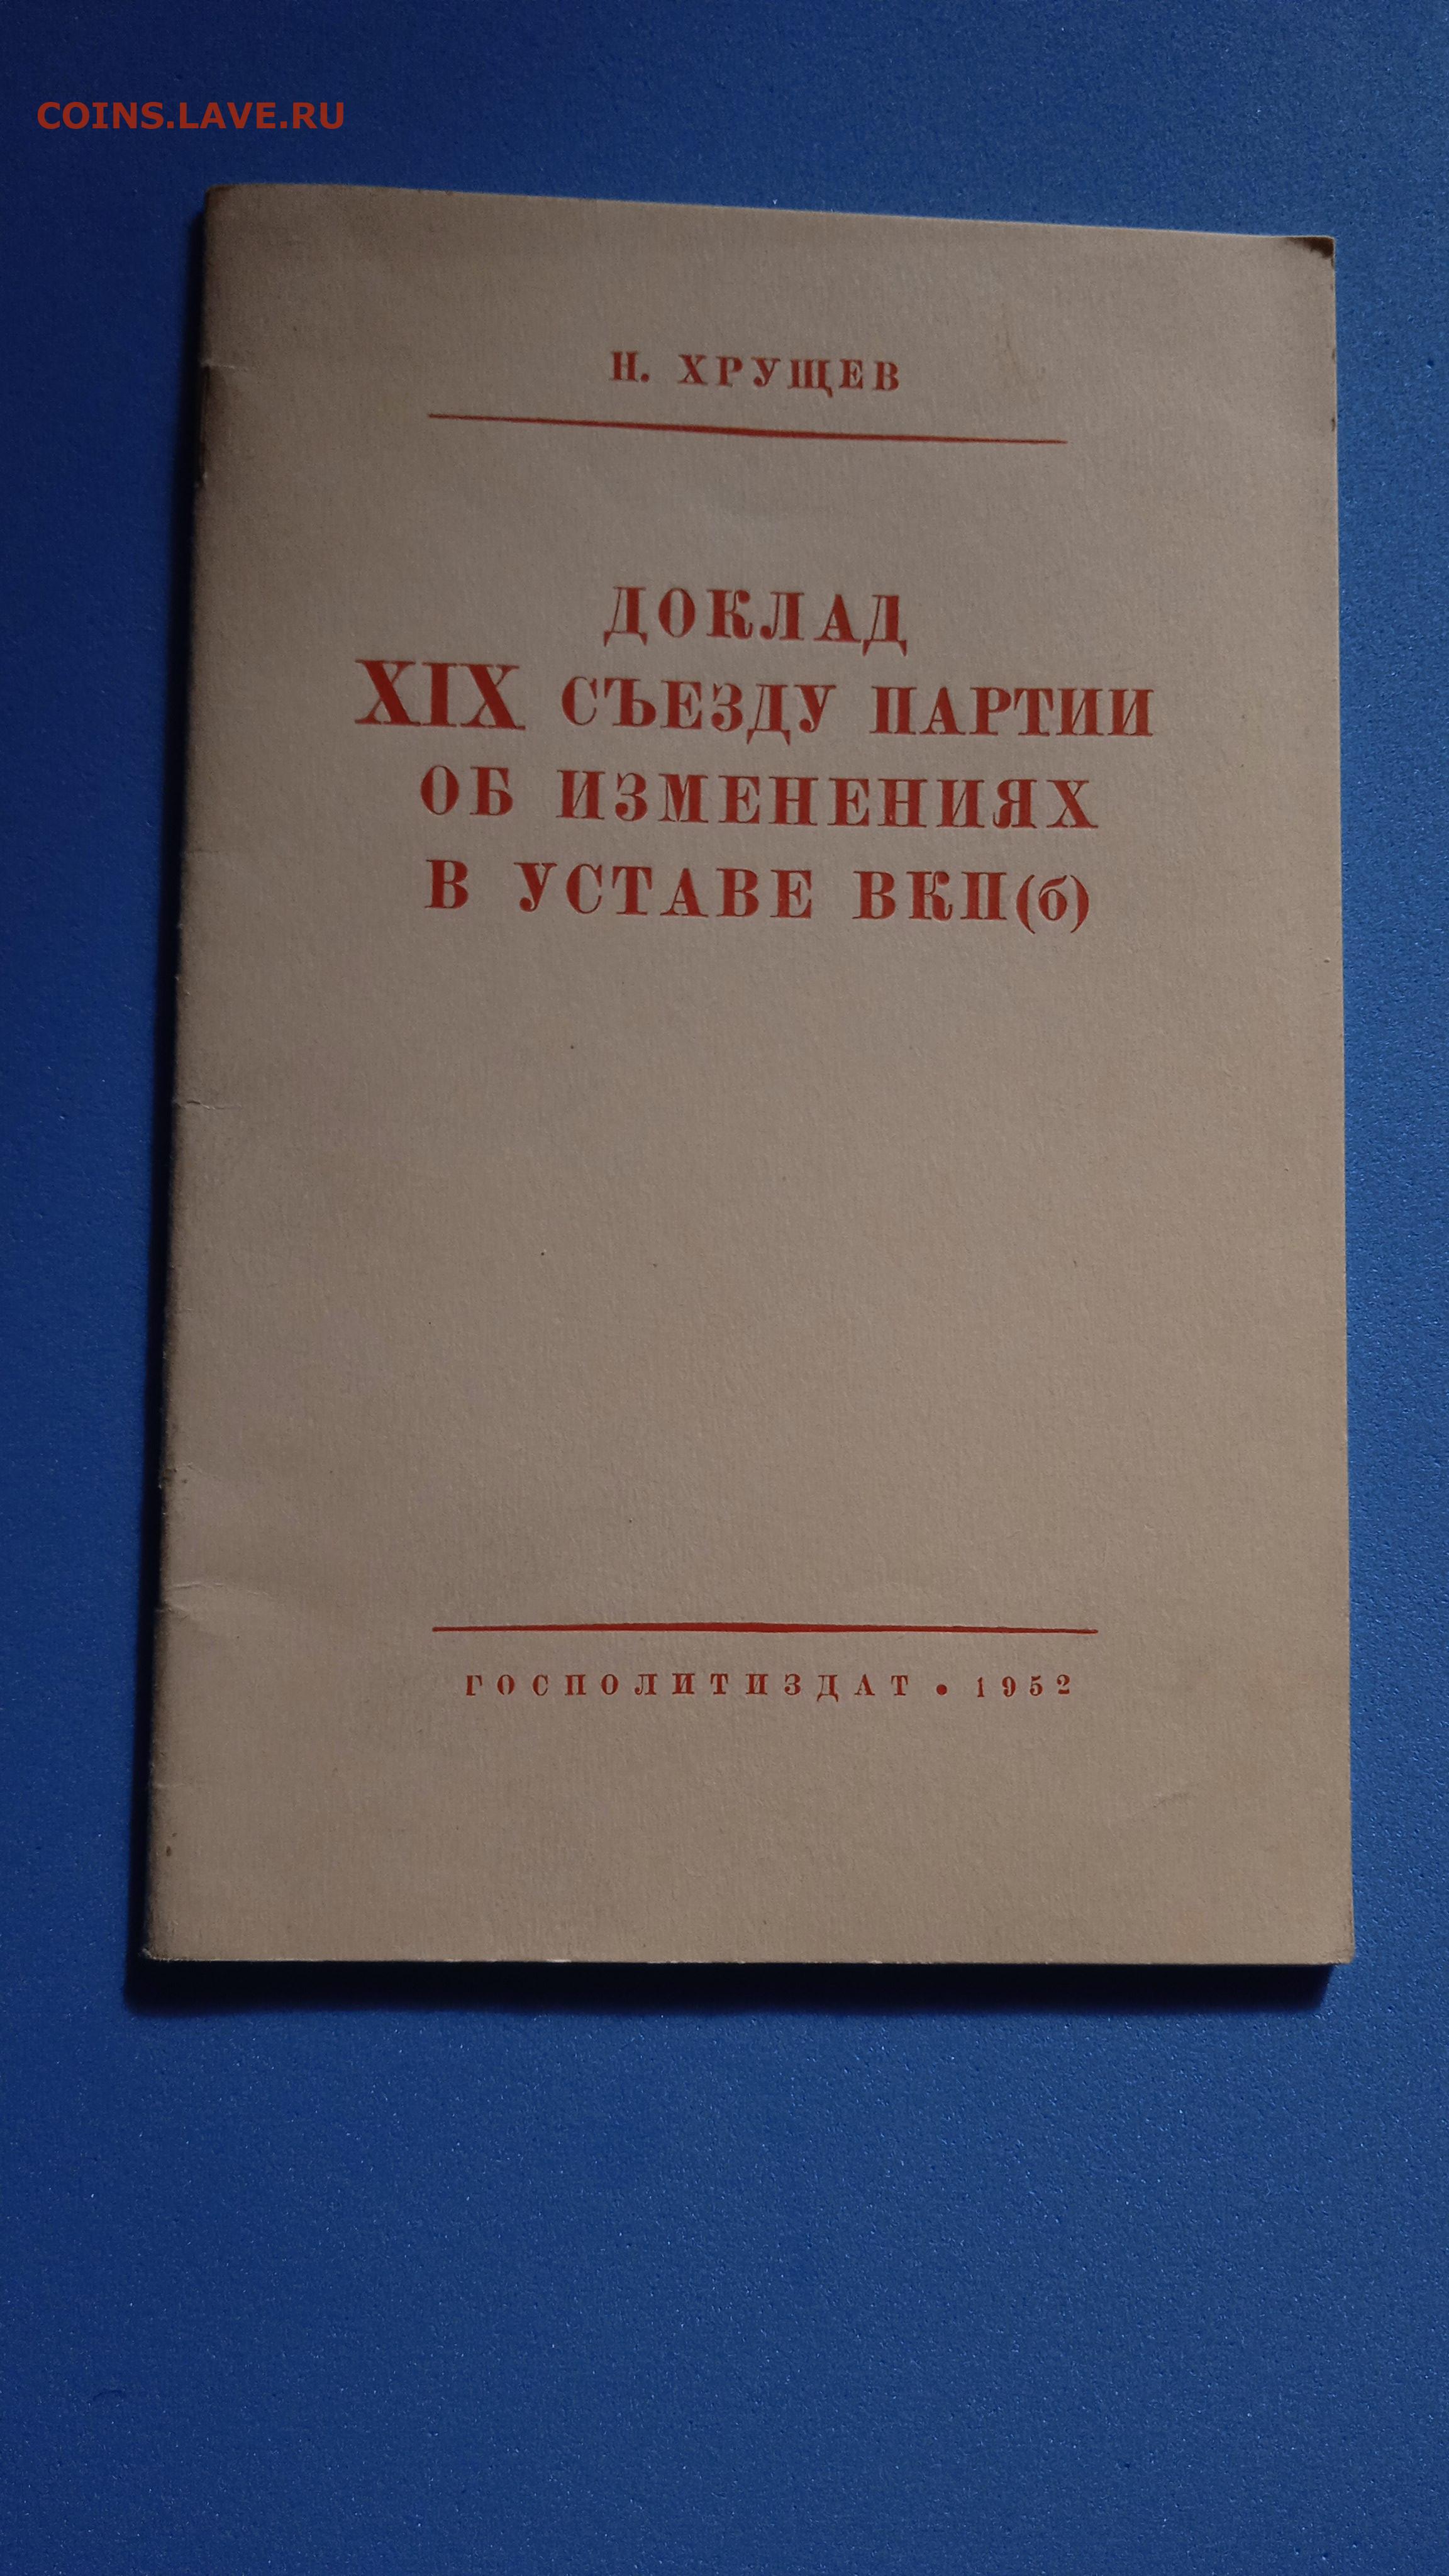 COINS.LAVE.RU
Н. ХРУЩЕВ
ДОКЛАД
XIX СЪЕЗДУ ПАРТИИ
ОБ ИЗМЕНЕНИЯХ
В УСТАВЕ ВКП(б)
ГОСПОЛИТИЗДАТ • 1952